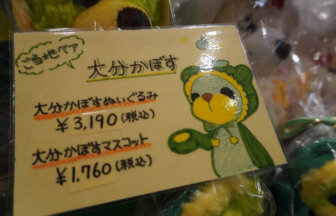 ご当地ベア
大分かぼす
大分かぼすぬいぐるみ
¥3,190(税込)
大分かぼすマスコット
¥1,760(税込)